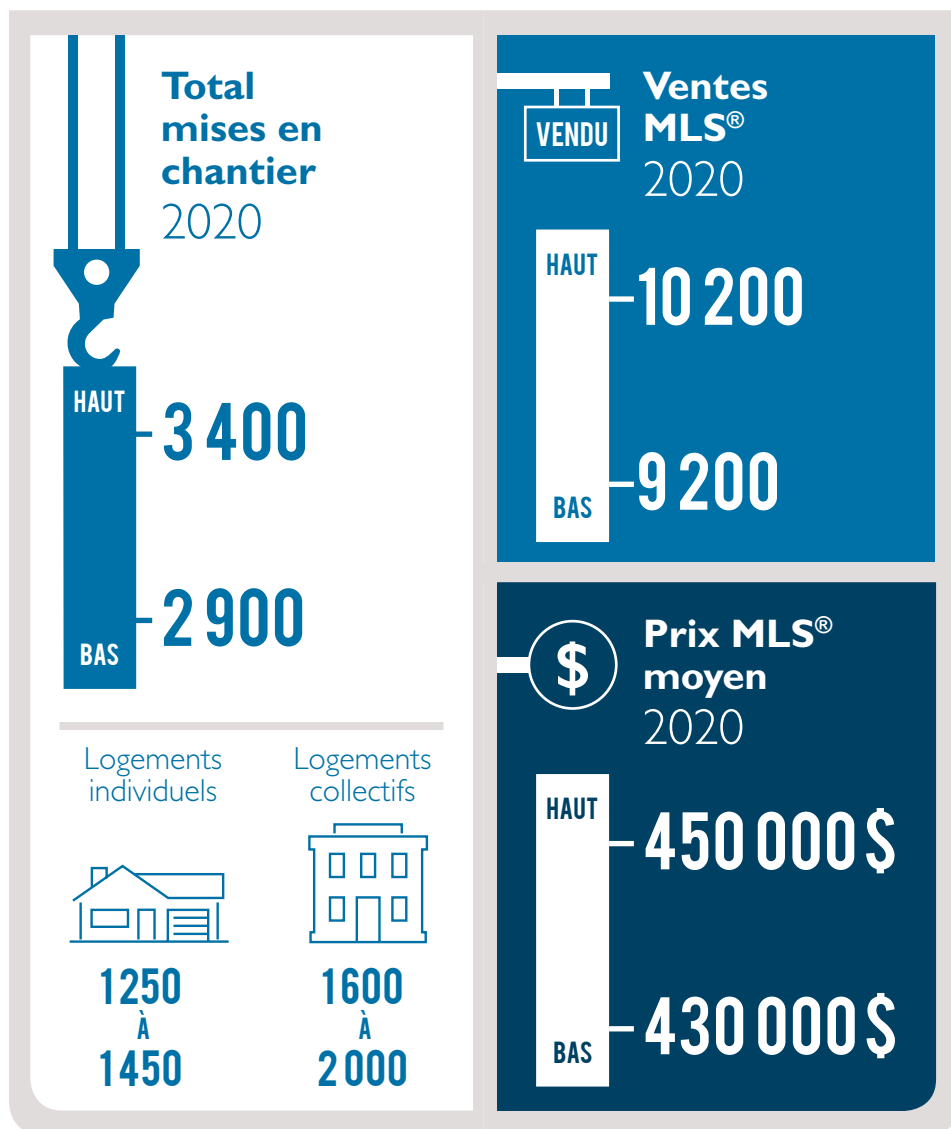 Total
mises en
chantier
2020
HAUT
3 400
2 900
BAS
Logements
individuels
1250
À
1450
Logements
collectifs
1600
À
2 000
VENDU
Ventes
MLS®
2020
HAUT
10 200
9 200
BAS
$
Prix MLS®
moyen
2020
HAUT
450 000 $
430 000 $
BAS